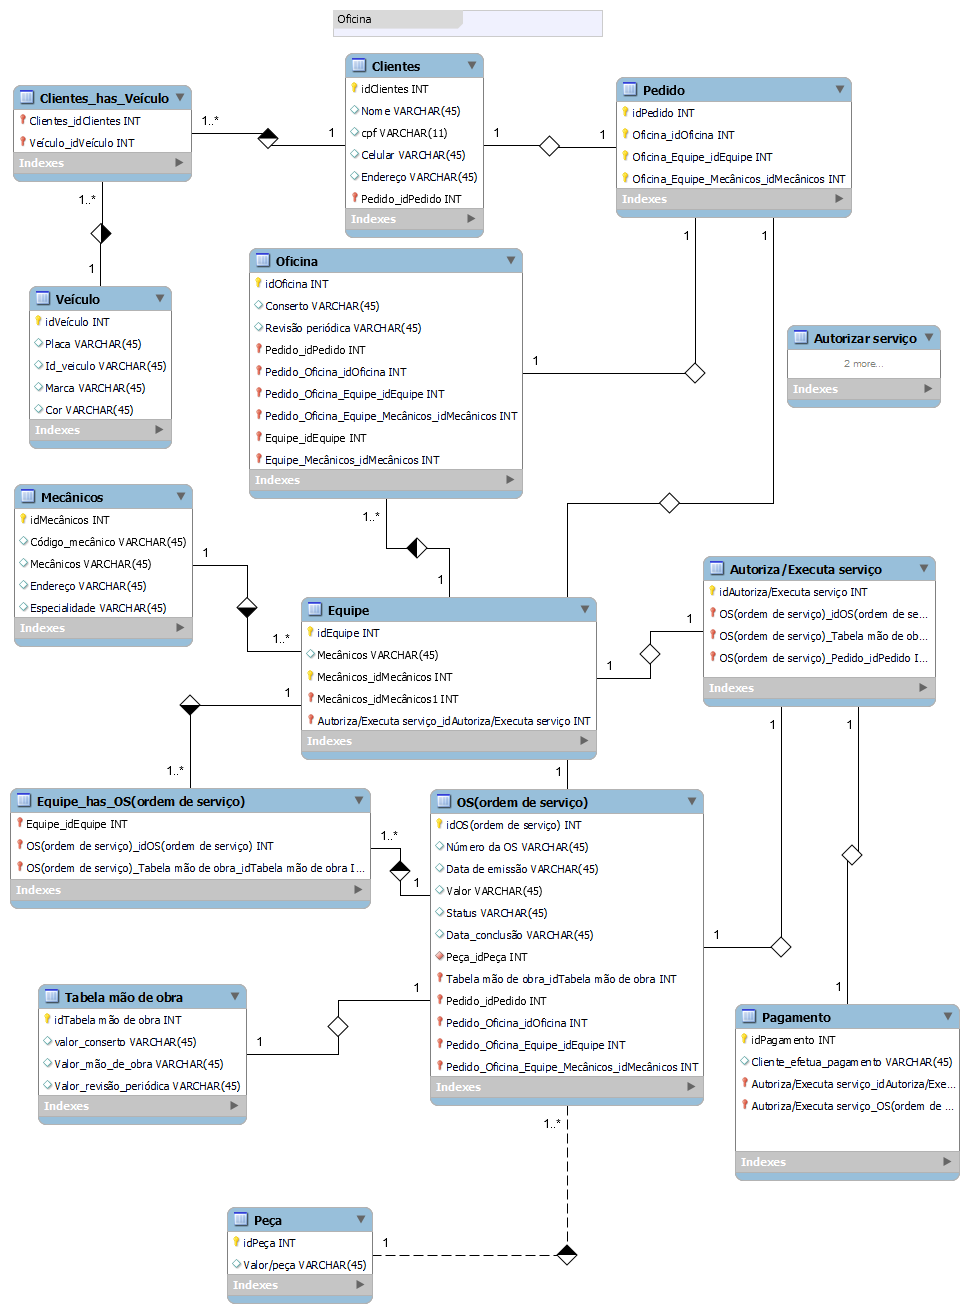 Oficina
Clientes
idClientes INT
Nome VARCHAR(45)
cpf VARCHAR(11)
Celular VARCHAR(45)
Endereço VARCHAR(45)
Pedido_idPedido INT
Indexes
Clientes_has_Veículo
Clientes_idClientes INT
Veículo_idVeículo INT
Indexes
1..*
1
1
1
Pedido
idPedido INT
Oficina_idOficina INT
Oficina_Equipe_idEquipe INT
Oficina_Equipe_Mecânicos_idMecânicos INT
Indexes
1..*
1
1
1
Veículo
idVeículo INT
Placa VARCHAR(45)
Id_veiculo VARCHAR(45)
Marca VARCHAR(45)
Cor VARCHAR(45)
Indexes
Oficina
idOficina INT
Conserto VARCHAR(45)
Revisão periódica VARCHAR(45)
Pedido_idPedido INT
Pedido_Oficina_idOficina INT
Pedido_Oficina_Equipe_idEquipe INT
Pedido_Oficina_Equipe_Mecânicos_idMecânicos INT
Equipe_idEquipe INT
Equipe_Mecânicos_idMecânicos INT
Indexes
1
Autorizar serviço
2 more...
Indexes
1..*
1
Mecânicos
idMecânicos INT
Código_mecânico VARCHAR(45)
Mecânicos VARCHAR(45)
Endereço VARCHAR(45)
Especialidade VARCHAR(45)
Indexes
1
1..*
Equipe
idEquipe INT
Mecânicos VARCHAR(45)
Mecânicos_idMecânicos INT
Mecânicos_idMecânicos1 INT
Autoriza/Executa serviço_idAutoriza/Executa serviço INT
Indexes
1
1
Autoriza/Executa serviço
idAutoriza/Executa serviço INT
OS(ordem de serviço)_idOS(ordem de se...
OS(ordem de serviço)_Tabela mão de ob...
OS(ordem de serviço)_Pedido_idPedido I...
Indexes
1
1
1
1..*
1
Equipe_has_OS(ordem de serviço)
Equipe_idEquipe INT
OS(ordem de serviço)_idOS(ordem de serviço) INT
OS(ordem de serviço)_Tabela mão de obra_idTabela mão de obra I...
Indexes
1..*
1
OS(ordem de serviço)
idOS(ordem de serviço) INT
Número da OS VARCHAR(45)
Data de emissão VARCHAR(45)
Valor VARCHAR(45)
Status VARCHAR(45)
Data_conclusão VARCHAR(45)
Peça_idPeça INT
Tabela mão de obra_idTabela mão de obra INT
Pedido_idPedido INT
Pedido_Oficina_idOficina INT
Pedido_Oficina_Equipe_idEquipe INT
Pedido_Oficina_Equipe_Mecânicos_idMecânicos INT
Indexes
1
1
1
Tabela mão de obra
idTabela mão de obra INT
valor_conserto VARCHAR(45)
Valor_mão_de_obra VARCHAR(45)
Valor_revisão_periódica VARCHAR(45)
Indexes
1
Pagamento
idPagamento INT
Cliente_efetua_pagamento VARCHAR(45)
Autoriza/Executa serviço_idAutoriza/Exe...
Autoriza/Executa serviço_OS(ordem de ...
Indexes
1..*
1
Peça
idPeça INT
Valor/peça VARCHAR(45)
Indexes